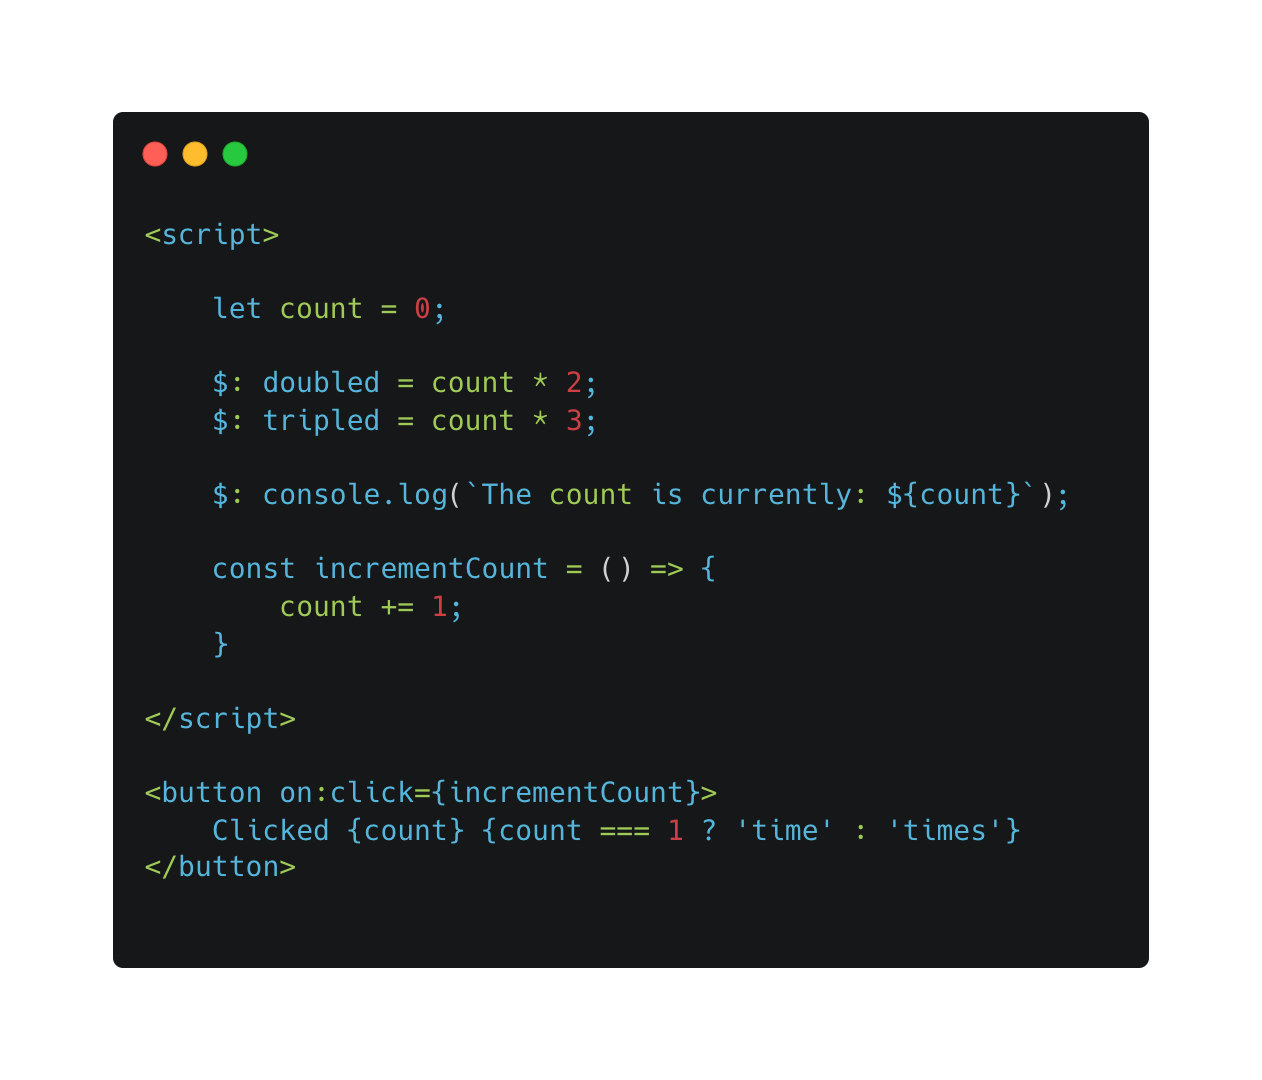 <script>
let count = 0;
$: doubled = count * 2;
$: tripled = count * 3;
$: console.log(`The count is currently: ${count}`);
const incrementCount = () => {
count += 1;
}
</script>
<button on:click={incrementCount}>
Clicked {count} {count === 1 ? 'time' : 'times'}
</button>